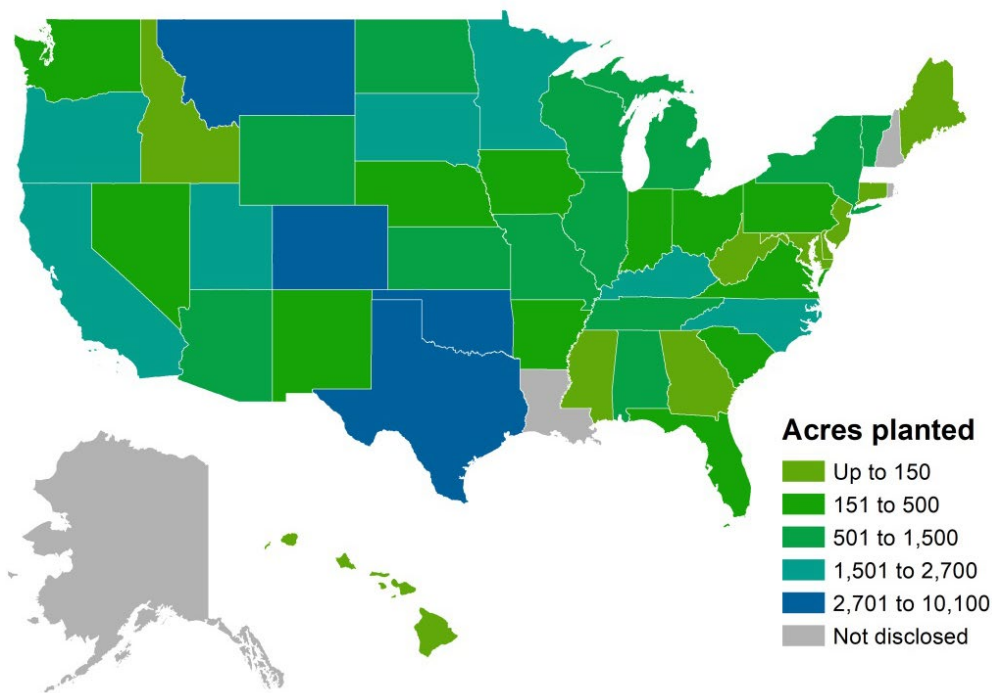 Acres planted
Up to 150
151 to 500
501 to 1,500
1,501 to 2,700
2,701 to 10,100
Not disclosed